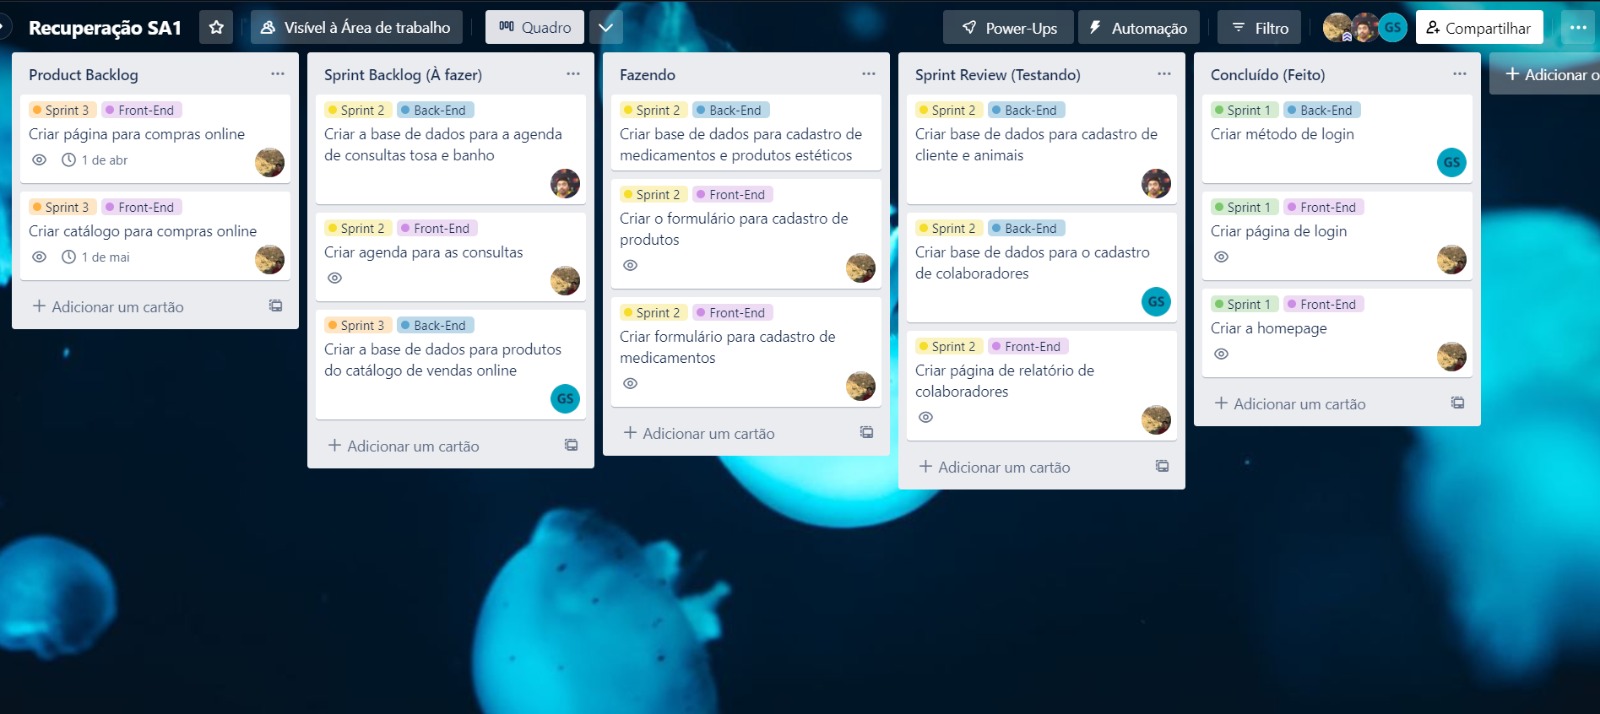 Recuperação SA1
Visível à Área de trabalho
Quadro
Power-Ups
Automação
Filtro
GS
Compartilhar
Product Backlog
Sprint 3 Front-End
Criar página para compras online
1 de abr
Sprint 3 Front-End
Criar catálogo para compras online
1 de mai
+ Adicionar um cartão
Sprint Backlog (À fazer)
Sprint 2 Back-End
Criar a base de dados para a agenda
de consultas tosa e banho
Sprint 2 Front-End
Criar agenda para as consultas
Sprint 3 Back-End
Criar a base de dados para produtos
do catálogo de vendas online
GS
+ Adicionar um cartão
Fazendo
Sprint 2 Back-End
Criar base de dados para cadastro de
medicamentos e produtos estéticos
Sprint 2 Front-End
Criar o formulário para cadastro de
produtos
Sprint 2 Front-End
Criar formulário para cadastro de
medicamentos
+ Adicionar um cartão
Sprint Review (Testando)
Sprint 2 Back-End
Criar base de dados para cadastro de
cliente e animais
Sprint 2 Back-End
Criar base de dados para o cadastro
de colaboradores
GS
Sprint 2 Front-End
Criar página de relatório de
colaboradores
+ Adicionar um cartão
Concluído (Feito)
Sprint 1 Back-End
Criar método de login
GS
Sprint 1 Front-End
Criar página de login
Sprint 1 Front-End
Criar a homepage
+ Adicionar um cartão
+ Adicionar o